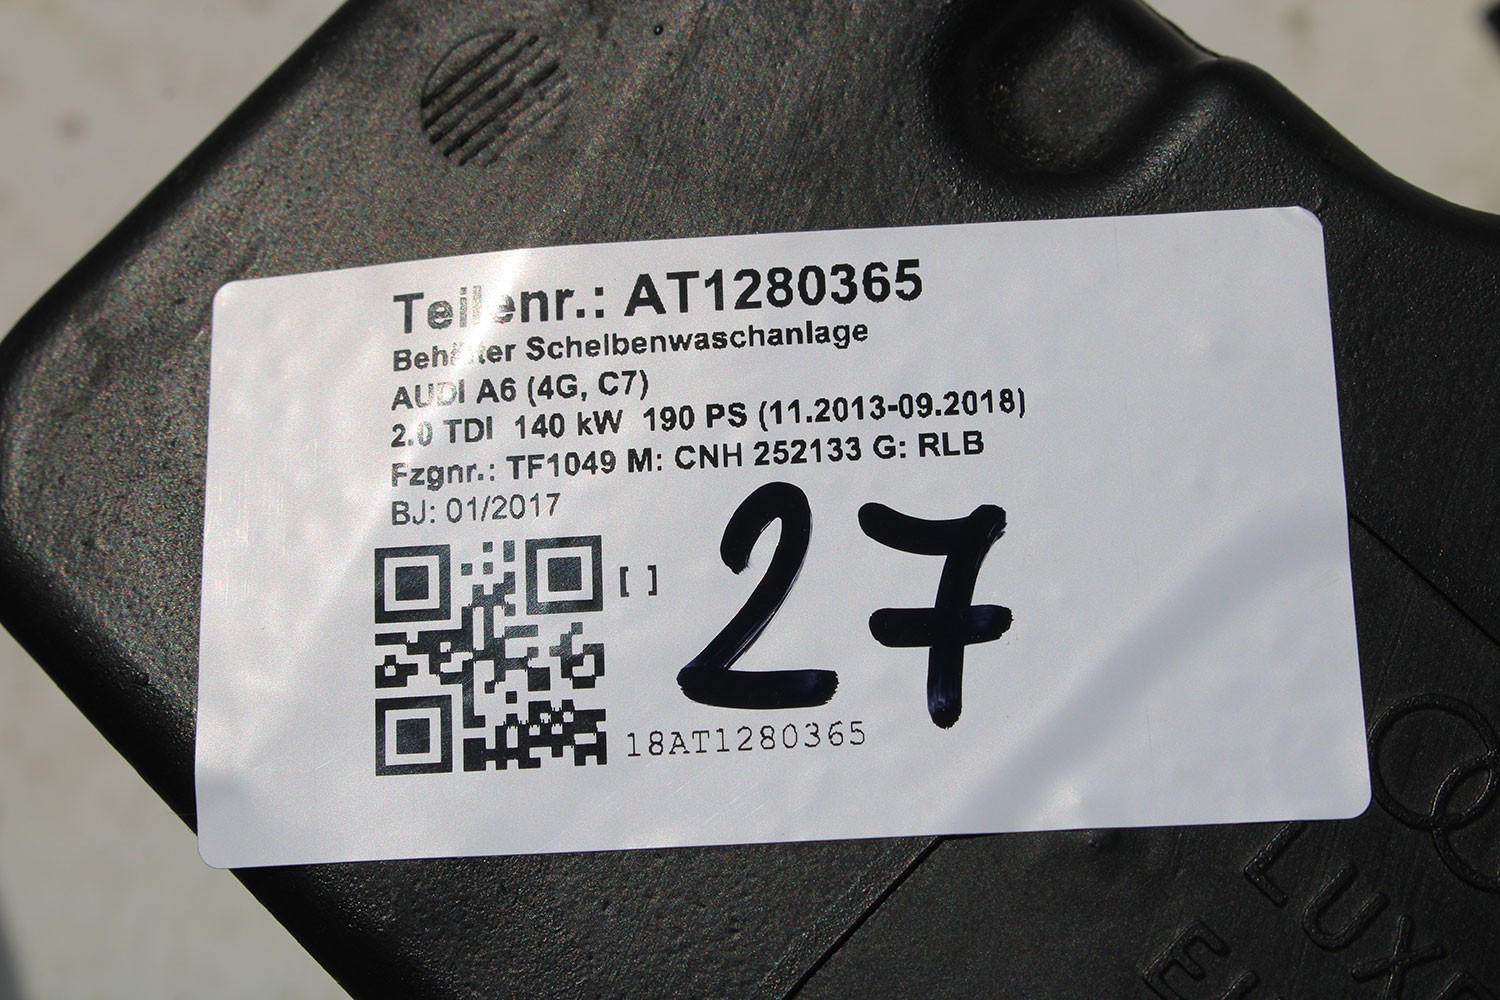 Teilenr.: AT1280365
Behälter Scheibenwaschanlage
AUDI A6 (4G, C7)
2.0 TDI 140 kW 190 PS (11.2013-09.2018)
Fzgnr.: TF1049 M: CNH 252133 G: RLB
BJ: 01/2017
[ ]
27
18AT1280365